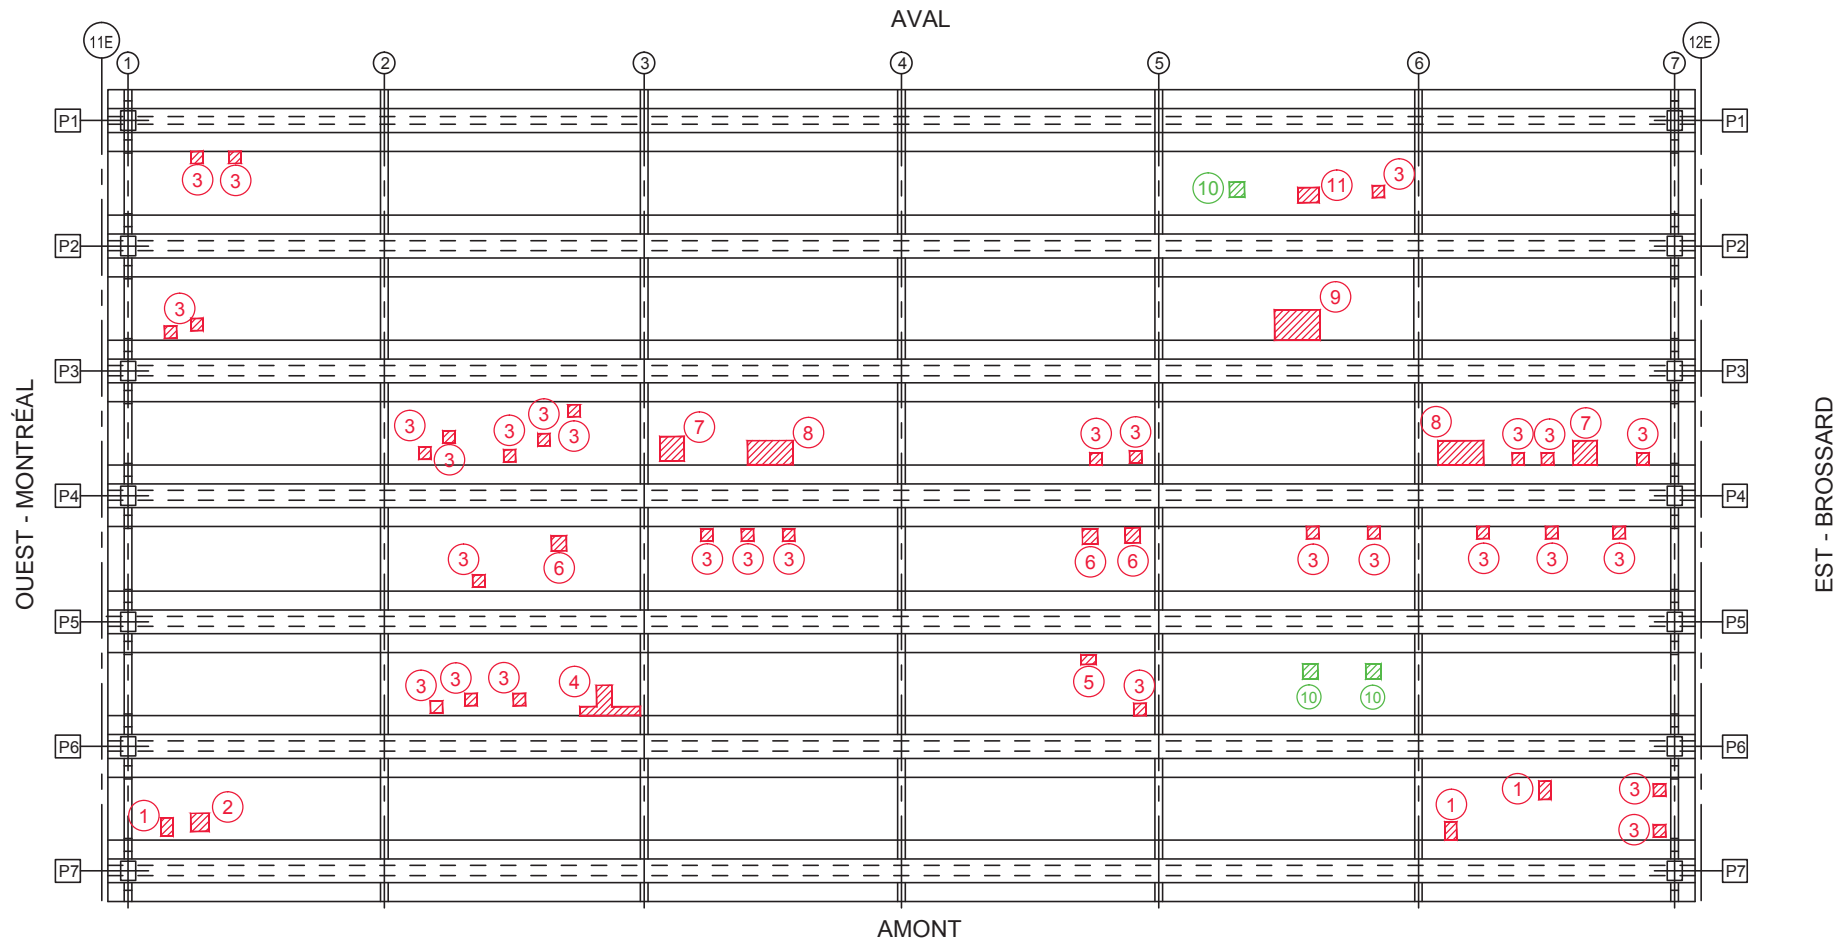 AVAL
11E 12E
1 2 3 4 5 6 7
P1 P1
3 3 10 11 3
P2 P2
3 9
P3 P3
3 3 3 3 3 7 8 3 3 8 3 3 7 3
OUEST - MONTRÉAL
EST - BROSSARD
P4 P4
3 6 3 3 3 6 6 3 3 3 3 3
P5 P5
3 3 3 4 5 3 10 10
P6 P6
1 2 1 1 3 3
P7 P7
AMONT